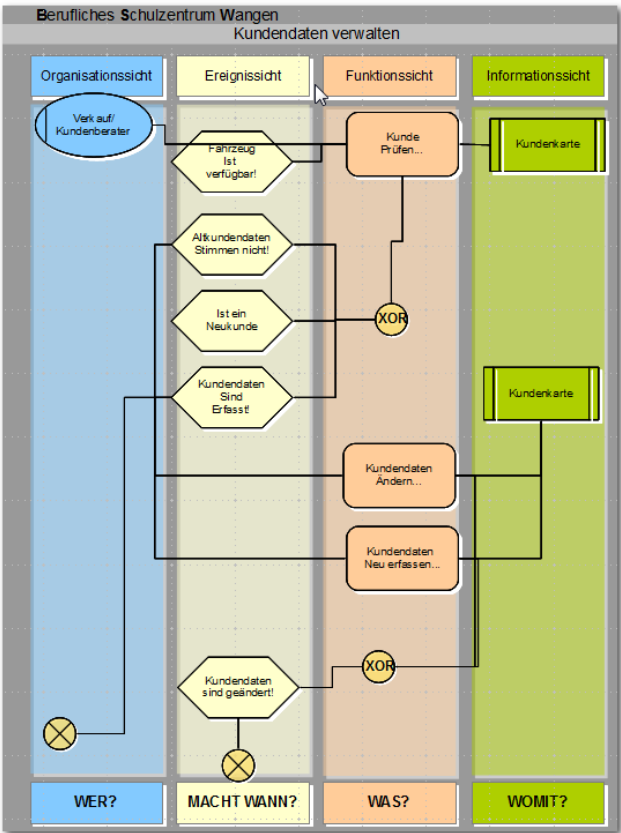 Berufliches Schulzentrum Wangen
Kundendaten verwalten
Organisationssicht
Ereignissicht
Funktionssicht
Informationssicht
Verkauf/
Kundenberater
Fahrzeug
Ist
verfügbar!
Kunde
Prüfen...
Kundenkarte
Altkundendaten
Stimmen nicht!
Ist ein
Neukunde
XOR
Kundendaten
Sind
Erfasst!
Kundenkarte
Kundendaten
Ändern...
Kundendaten
Neu erfassen...
XOR
Kundendaten
sind geändert!
WER?
MACHT WANN?
WAS?
WOMIT?